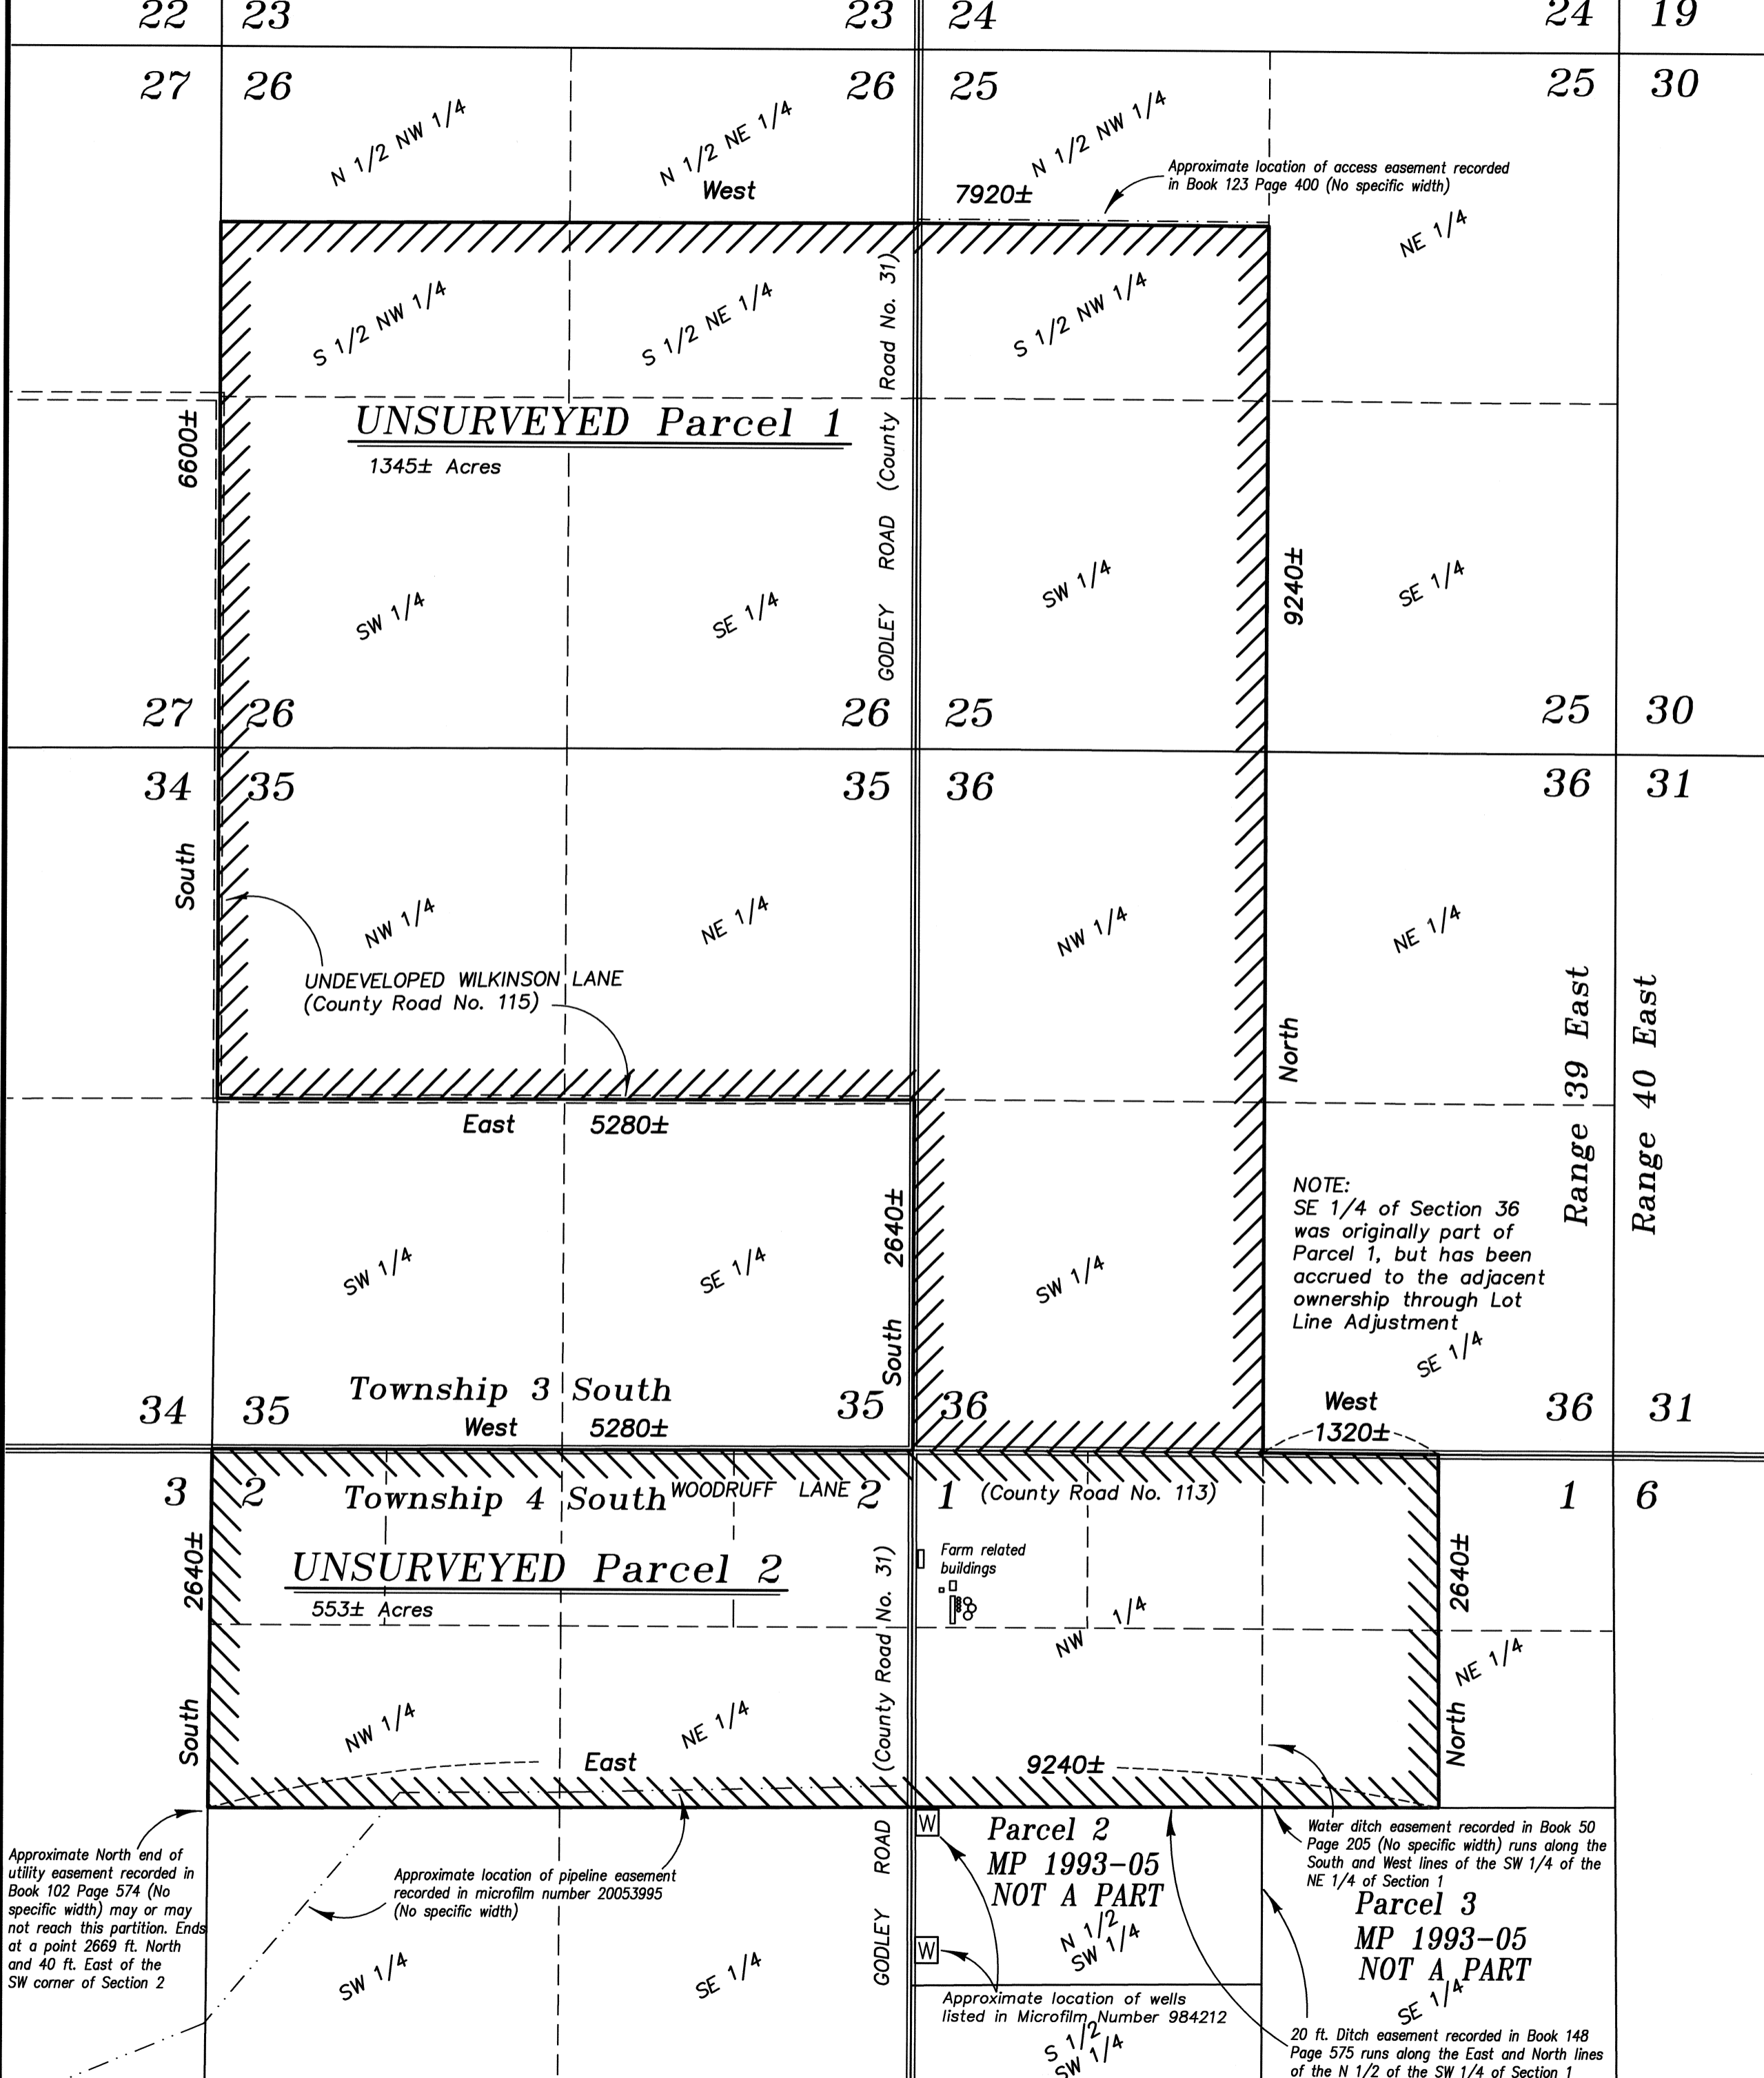 22 23 23 24 24 19
27 26 26 25 25 30
N 1/2 NW 1/4
N 1/2 NE 1/4
N 1/2 NW 1/4
West
7920±
Approximate location of access easement recorded
in Book 123 Page 400 (No specific width)
NE 1/4
S 1/2 NW 1/4
S 1/2 NE 1/4
S 1/2 NW 1/4
GODLEY ROAD (County Road No. 31)
UNSURVEYED Parcel 1
1345± Acres
6600±
9240±
SW 1/4
SE 1/4
SW 1/4
SE 1/4
27 26 26 25 25 30
34 35 35 36 36 31
South
NW 1/4
NE 1/4
NW 1/4
NE 1/4
UNDEVELOPED WILKINSON LANE
(County Road No. 115)
North
Range 39 East
Range 40 East
East 5280±
2640±
South
NOTE:
SE 1/4 of Section 36
was originally part of
Parcel 1, but has been
accrued to the adjacent
ownership through Lot
Line Adjustment
SW 1/4
SE 1/4
SW 1/4
SE 1/4
Township 3 South
34 35 35 36 36 31
West 5280±
West
1320±
3 2 2 1 1 6
Township 4 South
WOODRUFF LANE (County Road No. 113)
2640±
UNSURVEYED Parcel 2
553± Acres
Farm related
buildings
2640±
NW 1/4
NE 1/4
South
NW 1/4
NE 1/4
North
GODLEY ROAD (County Road No. 31)
East
9240±
W
W
Parcel 2
MP 1993-05
NOT A PART
N 1/2
SW 1/4
Water ditch easement recorded in Book 50
Page 205 (No specific width) runs along the
South and West lines of the SW 1/4 of the
NE 1/4 of Section 1
Approximate North end of
utility easement recorded in
Book 102 Page 574 (No
specific width) may or may
not reach this partition. Ends
at a point 2669 ft. North
and 40 ft. East of the
SW corner of Section 2
Approximate location of pipeline easement
recorded in microfilm number 20053995
(No specific width)
Parcel 3
MP 1993-05
NOT A PART
SE 1/4
SW 1/4
SE 1/4
Approximate location of wells
listed in Microfilm Number 984212
S 1/2
SW 1/4
20 ft. Ditch easement recorded in Book 148
Page 575 runs along the East and North lines
of the N 1/2 of the SW 1/4 of Section 1